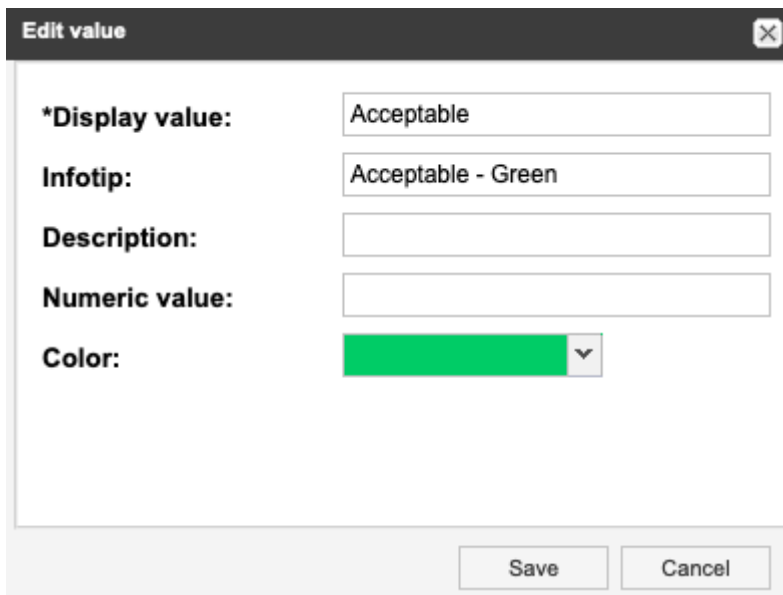 Edit value
*Display value: Acceptable
Infotip: Acceptable - Green
Description:
Numeric value:
Color:
Save Cancel